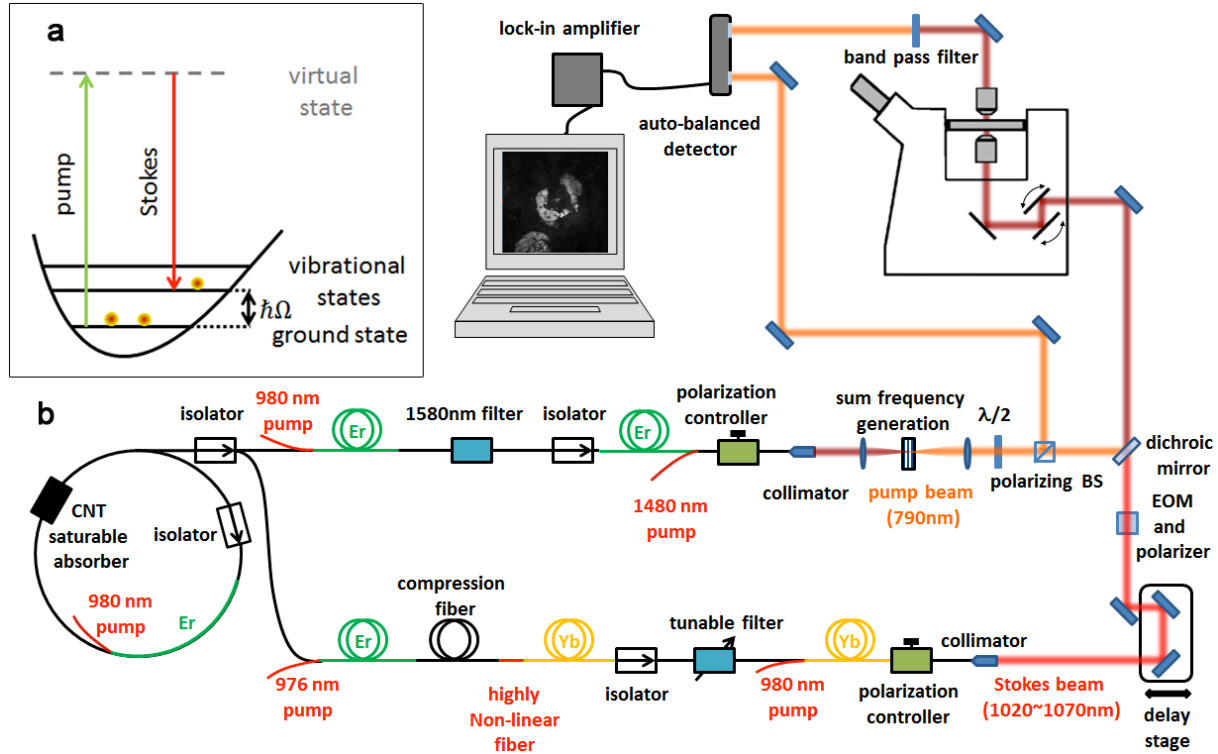 a
virtual
state
pump
Stokes
vibrational
states
ħΩ
ground state
lock-in amplifier
auto-balanced
detector
band pass filter
b
isolator
980 nm
pump
Er
1580nm filter
isolator
Er
polarization
controller
1480 nm
pump
collimator
sum frequency
generation
pump beam
(790nm)
λ/2
polarizing BS
dichroic
mirror
EOM
and
polarizer
CNT
saturable
absorber
isolator
980 nm
pump
Er
976 nm
pump
Er
compression
fiber
highly
Non-linear
fiber
Yb
isolator
tunable filter
980 nm
pump
Yb
polarization
controller
collimator
Stokes beam
(1020~1070nm)
delay
stage